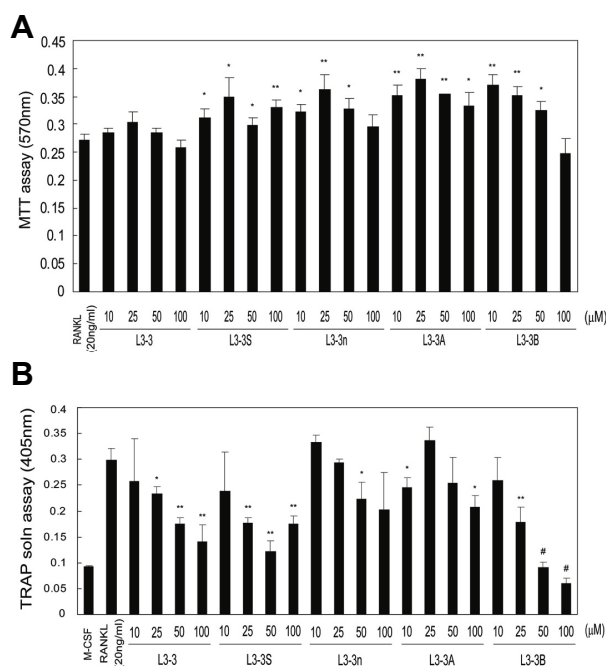 A
MTT assay (570nm)
0.45
0.4
0.35
0.3
0.25
0.2
0.15
0.1
0.05
0
* * * ** * ** * ** ** ** * ** ** *
RANKL (20ng/ml) 10 25 50 100 10 25 50 100 10 25 50 100 10 25 50 100 10 25 50 100 (μM)
L3-3 L3-3S L3-3n L3-3A L3-3B
B
TRAP soln assay (405nm)
0.4
0.35
0.3
0.25
0.2
0.15
0.1
0.05
0
* ** ** ** ** ** * * * ** # #
M-CSF RANKL (20ng/ml) 10 25 50 100 10 25 50 100 10 25 50 100 10 25 50 100 10 25 50 100 (μM)
L3-3 L3-3S L3-3n L3-3A L3-3B